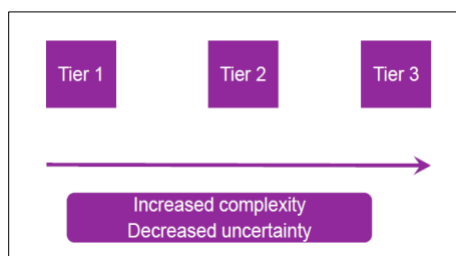 Tier 1 Tier 2 Tier 3
Increased complexity
Decreased uncertainty